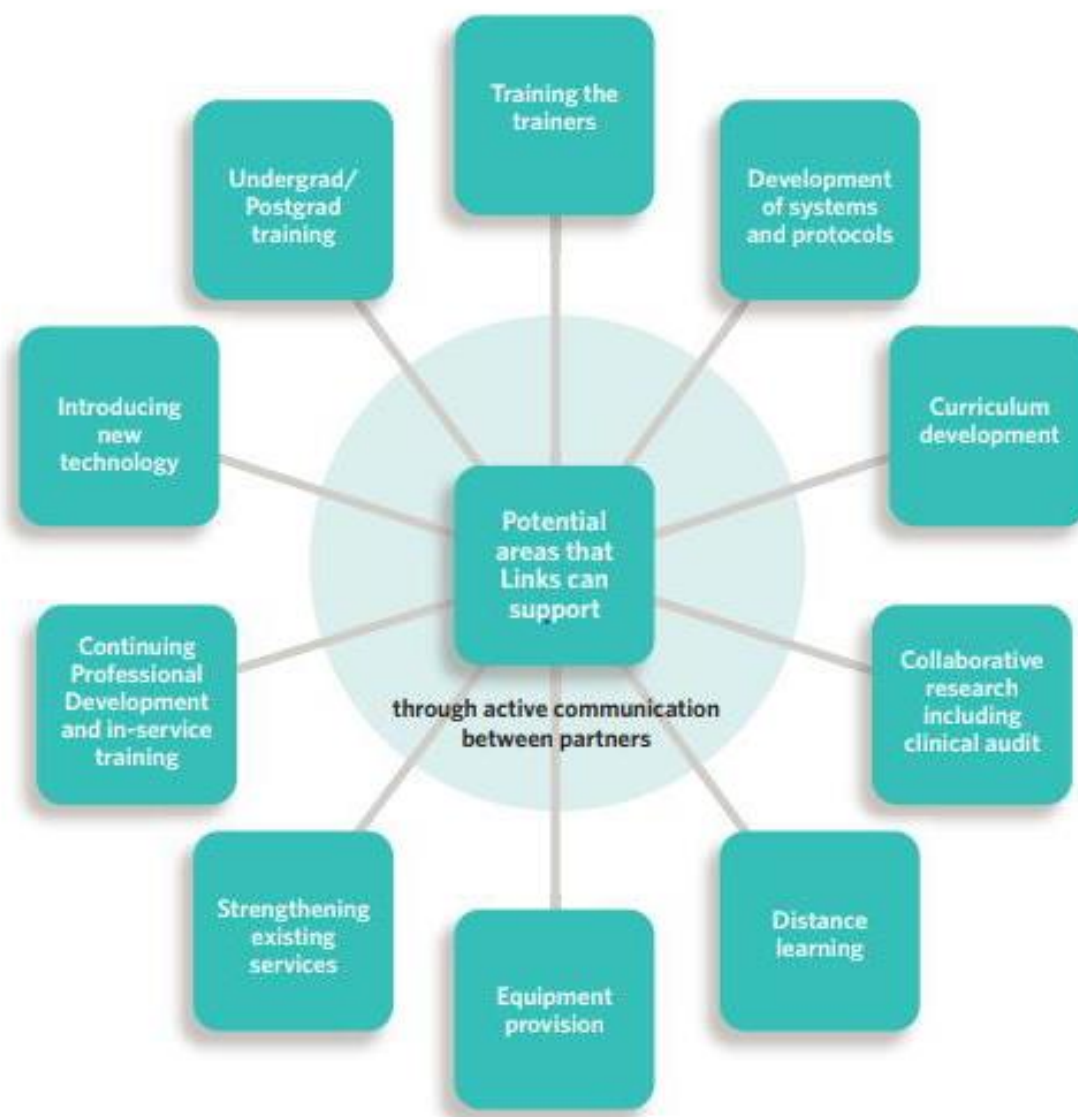 Training the
trainers
Undergrad/
Postgrad
training
Development
of systems
and protocols
Introducing
new
technology
Curriculum
development
Potential
areas that
Links can
support
Continuing
Professional
Development
and in-service
training
Collaborative
research
including
clinical audit
through active communication
between partners
Strengthening
existing
services
Distance
learning
Equipment
provision